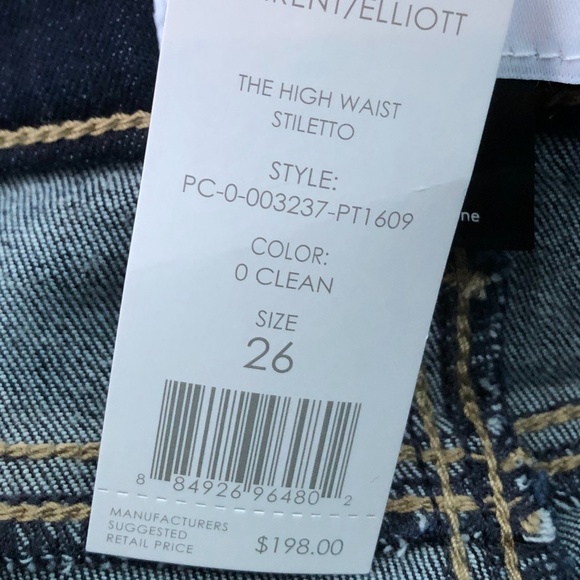 RENT/ELLIOTT
THE HIGH WAIST
STILETTO
STYLE:
PC-0-003237-PT1609
COLOR:
0 CLEAN
SIZE
26
8 84926 96480 2
MANUFACTURERS
SUGGESTED
RETAIL PRICE
$198.00
ne